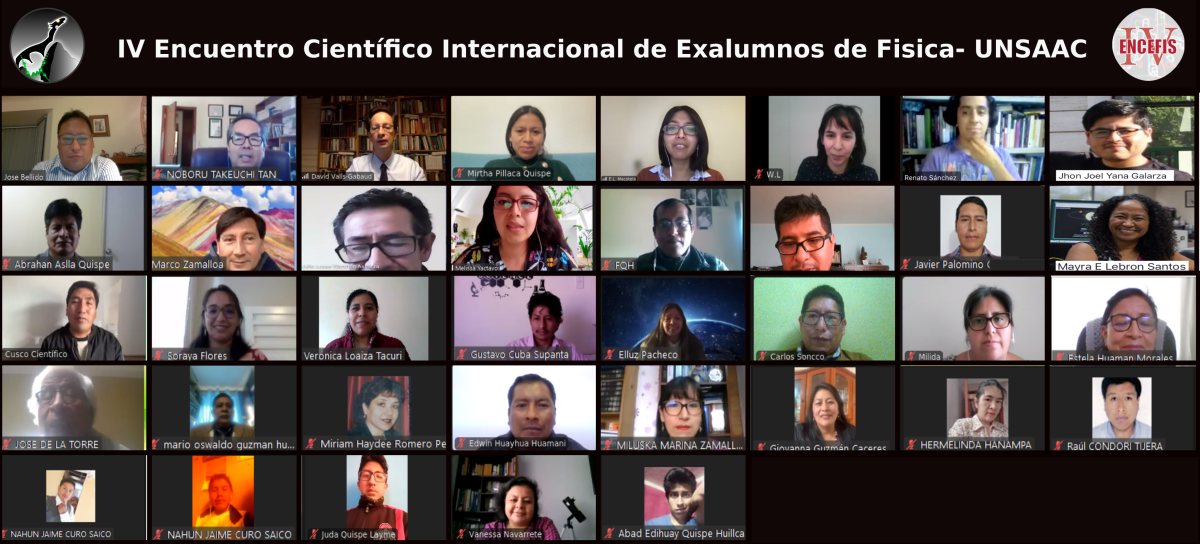 IV Encuentro Científico Internacional de Exalumnos de Fisica- UNSAAC
IV
ENCEFIS
Jose Bellido
NOBORU TAKEUCHI TAN
David Valls-Gabaud
Mirtha Pillaca Quispe
W.L
Renato Sánchez
Jhon Joel Yana Galarza
Abrahan Aslla Quispe
Marco Zamalloa
Melissa
FQH
Javier Palomino
Mayra E Lebron Santos
Cusco Científico
Soraya Flores
Verónica Loaiza Tacuri
Gustavo Cuba Supanta
Elluz Pacheco
Carlos Soncco
Milida
Estela Huaman Morales
JOSE DE LA TORRE
mario oswaldo guzman hu...
Miriam Haydee Romero Pe
Edwin Huayhua Huamani
MILUSKA MARINA ZAMALL...
Giovanna Guzmán Caceres
HERMELINDA HANAMPA
Raúl CONDORI TIJERA
NAHUN JAIME CURO SAICO
NAHUN JAIME CURO SAICO
Juda Quispe Layme
Vanessa Navarrete
Abad Edihuay Quispe Huillca